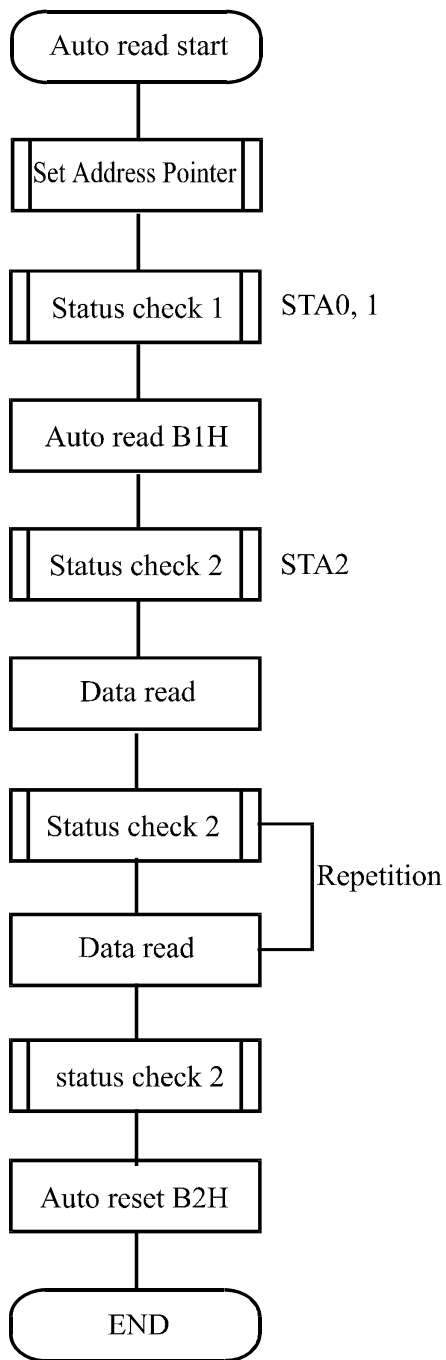 Auto read start
Set Address Pointer
Status check 1
STA0, 1
Auto read B1H
Status check 2
STA2
Data read
Status check 2
Repetition
Data read
status check 2
Auto reset B2H
END